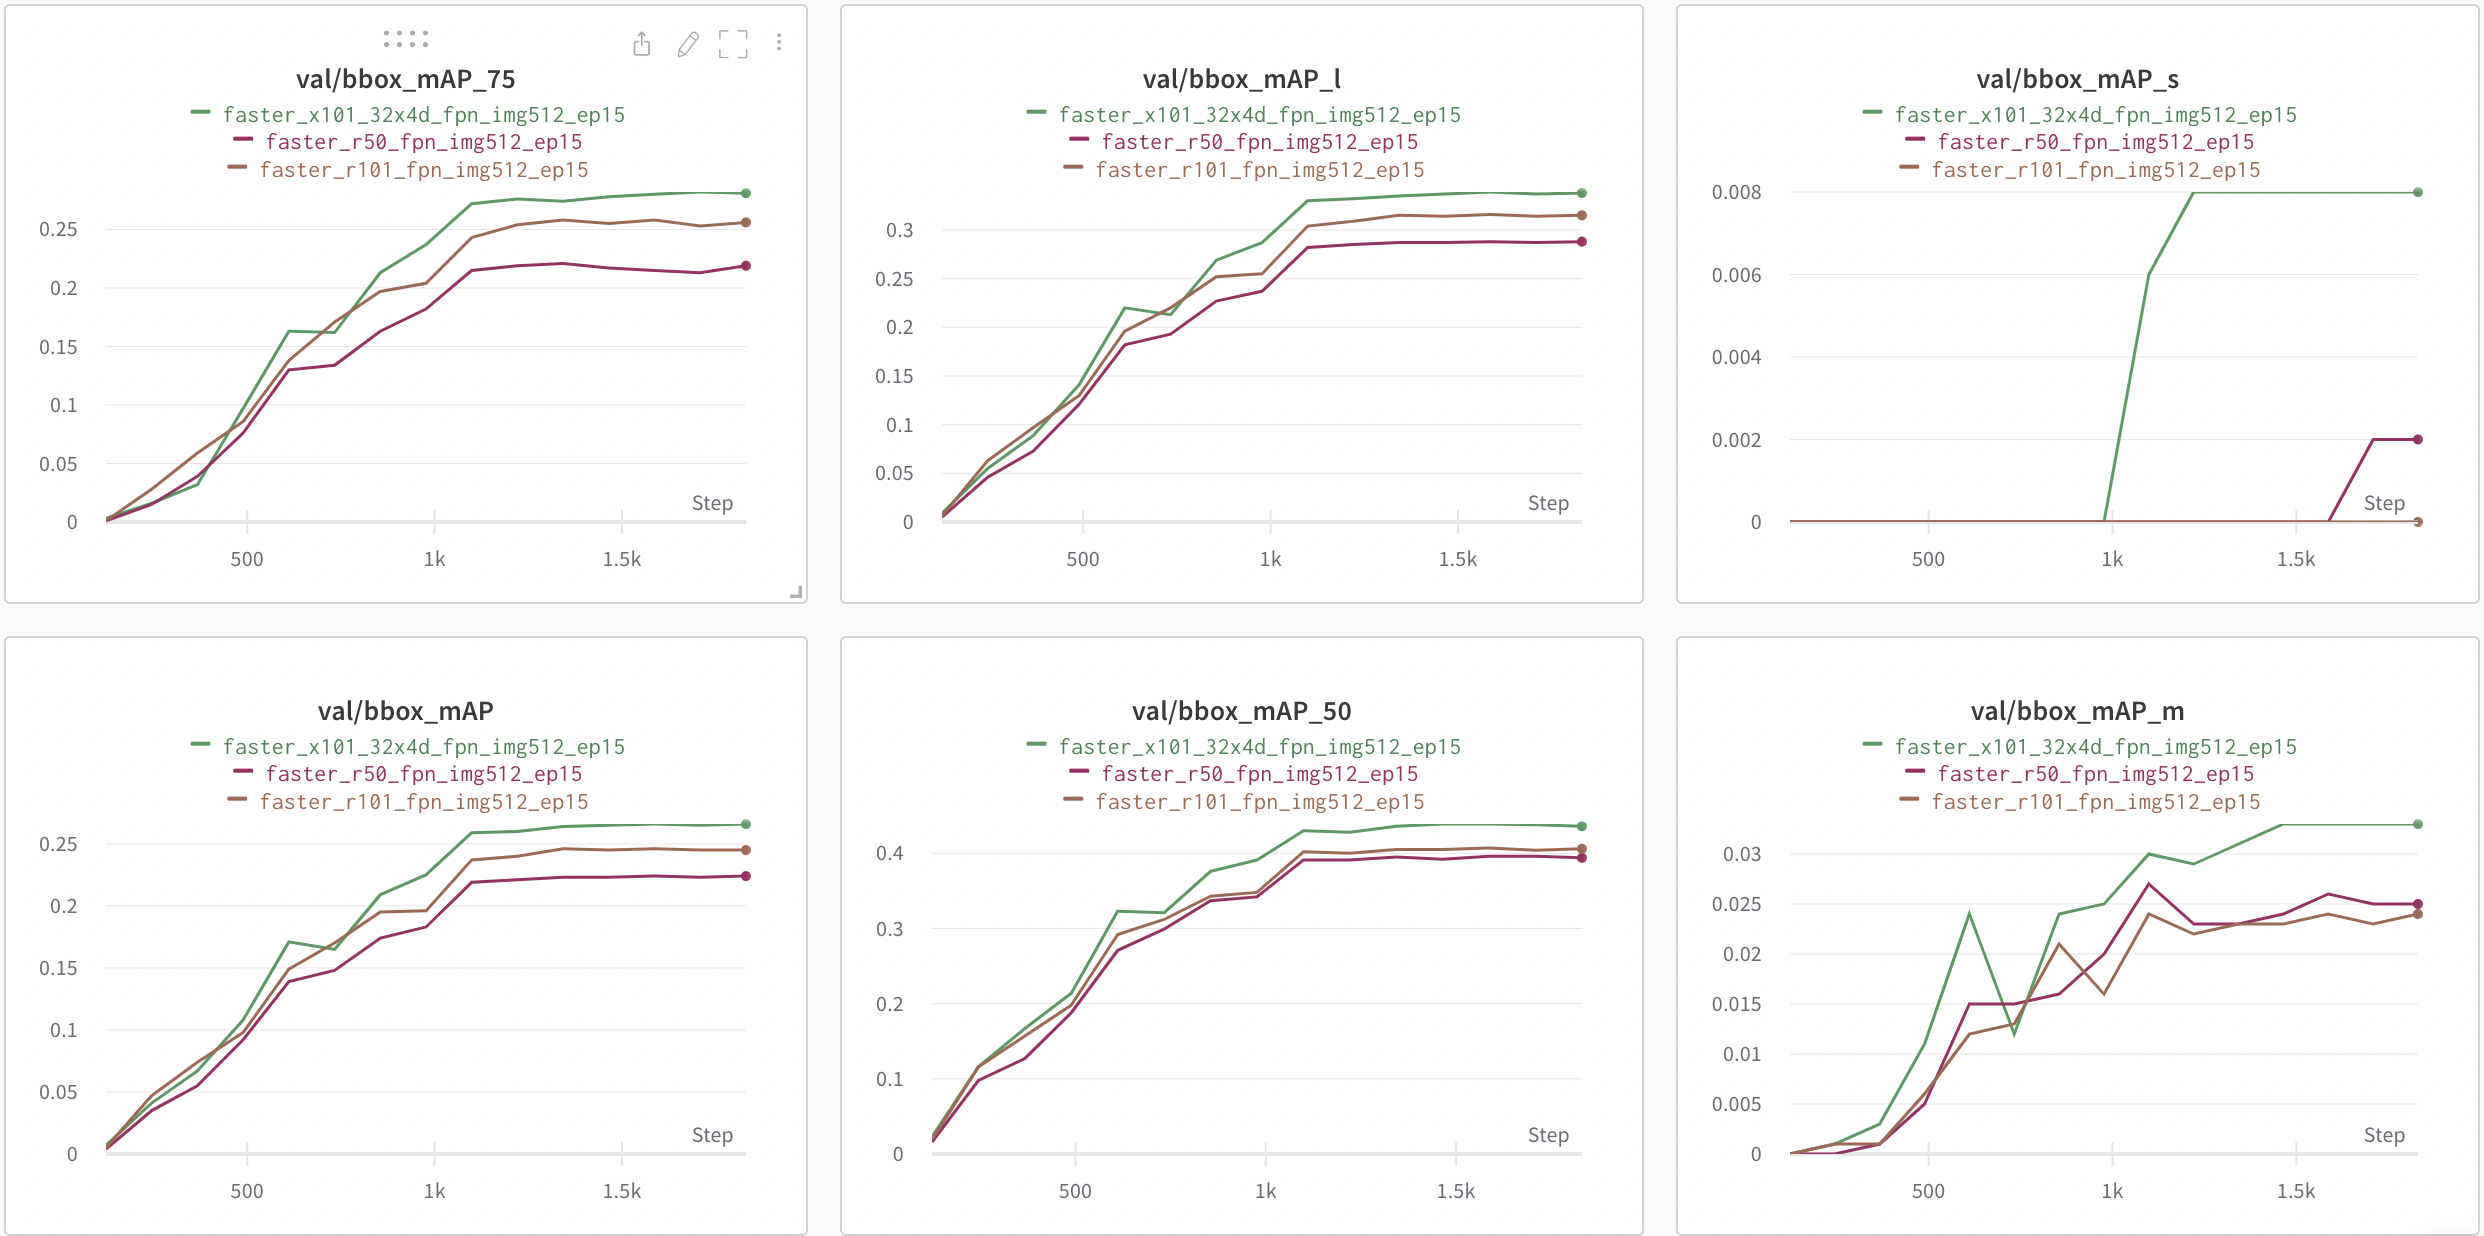 val/bbox_mAP_75
faster_x101_32x4d_fpn_img512_ep15
faster_r50_fpn_img512_ep15
faster_r101_fpn_img512_ep15
0.25
0.2
0.15
0.1
0.05
0
Step
500 1k 1.5k
val/bbox_mAP_l
faster_x101_32x4d_fpn_img512_ep15
faster_r50_fpn_img512_ep15
faster_r101_fpn_img512_ep15
0.3
0.25
0.2
0.15
0.1
0.05
0
Step
500 1k 1.5k
val/bbox_mAP_s
faster_x101_32x4d_fpn_img512_ep15
faster_r50_fpn_img512_ep15
faster_r101_fpn_img512_ep15
0.008
0.006
0.004
0.002
0
Step
500 1k 1.5k
val/bbox_mAP
faster_x101_32x4d_fpn_img512_ep15
faster_r50_fpn_img512_ep15
faster_r101_fpn_img512_ep15
0.25
0.2
0.15
0.1
0.05
0
Step
500 1k 1.5k
val/bbox_mAP_50
faster_x101_32x4d_fpn_img512_ep15
faster_r50_fpn_img512_ep15
faster_r101_fpn_img512_ep15
0.4
0.3
0.2
0.1
0
Step
500 1k 1.5k
val/bbox_mAP_m
faster_x101_32x4d_fpn_img512_ep15
faster_r50_fpn_img512_ep15
faster_r101_fpn_img512_ep15
0.03
0.025
0.02
0.015
0.01
0.005
0
Step
500 1k 1.5k